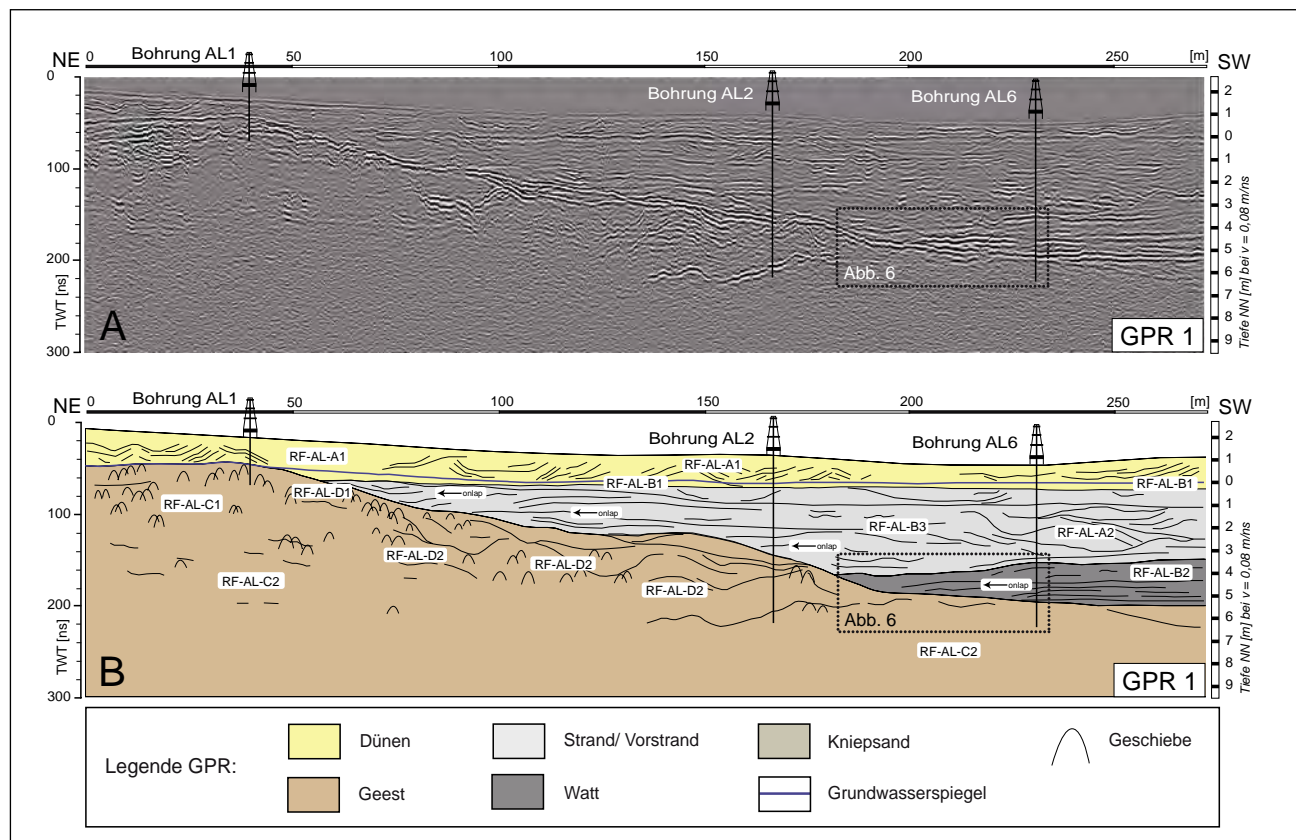 Bohrung AL1
NE 0 50 100 150 200 250 [m] SW
Bohrung AL2
Bohrung AL6
0
100
200
300
TWT [ns]
2
1
0
1
2
3
4
5
6
7
8
9
Tiefe NN [m] bei v = 0,08 m/ns
Abb. 6
A
GPR 1
Bohrung AL1
NE 0 50 100 150 200 250 [m] SW
Bohrung AL2
Bohrung AL6
0
100
200
300
TWT [ns]
2
1
0
1
2
3
4
5
6
7
8
9
Tiefe NN [m] bei v = 0,08 m/ns
RF-AL-A1
RF-AL-A1
RF-AL-B1
RF-AL-B1
RF-AL-C1
RF-AL-D1
onlap
onlap
RF-AL-B3
RF-AL-A2
onlap
RF-AL-D2
RF-AL-D2
RF-AL-D2
RF-AL-C2
RF-AL-B2
onlap
Abb. 6
RF-AL-C2
B
GPR 1
Legende GPR:
Dünen
Strand/ Vorstrand
Kniepsand
Geschiebe
Geest
Watt
Grundwasserspiegel